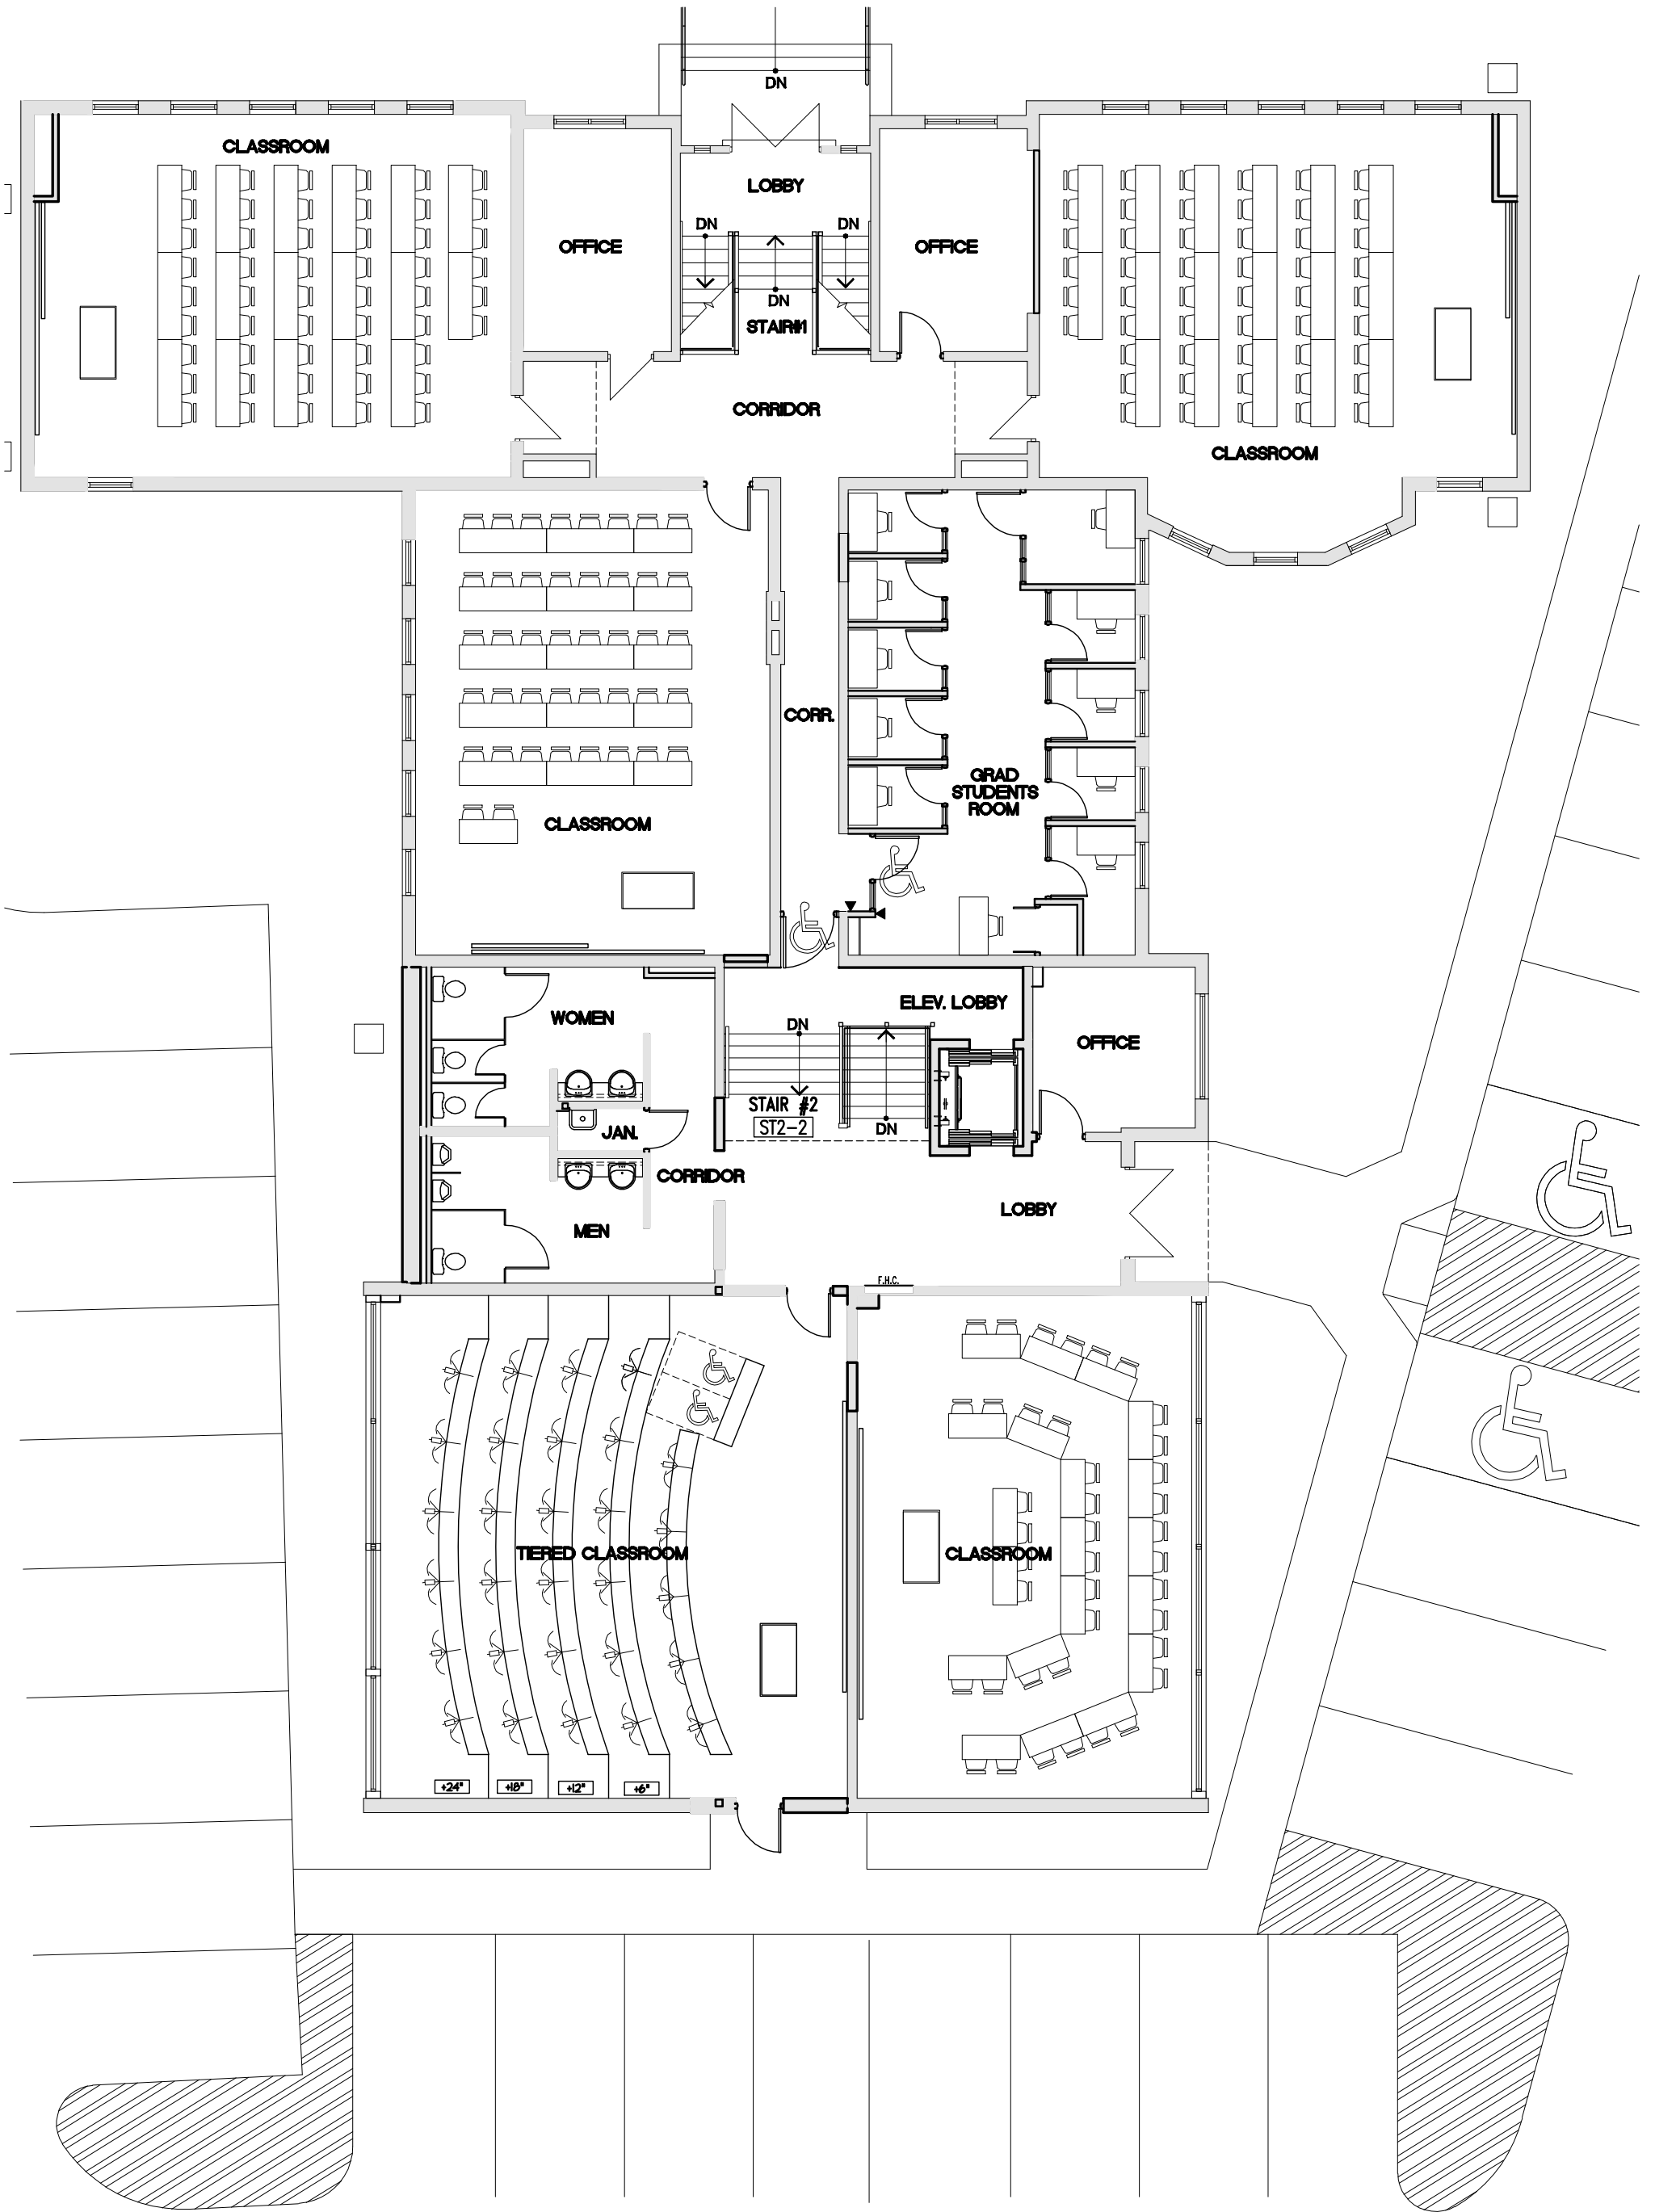 DN
CLASSROOM
LOBBY
DN
DN
OFFICE
OFFICE
DN
STAIR#1
CORRIDOR
CLASSROOM
CORR.
GRAD
STUDENTS
ROOM
CLASSROOM
ELEV. LOBBY
WOMEN
DN
OFFICE
STAIR #2
ST2-2
DN
JAN.
CORRIDOR
LOBBY
MEN
F.H.C.
TIERED CLASSROOM
CLASSROOM
+24"
+18"
+12"
+6"